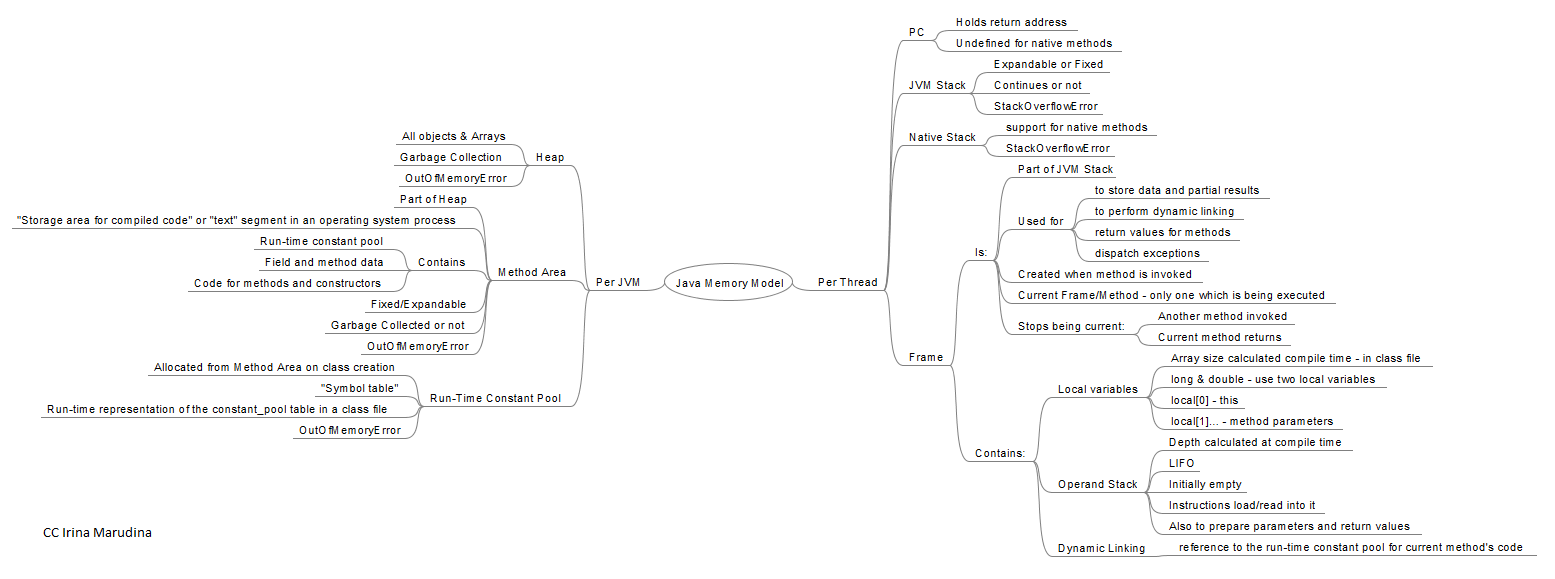 Java Memory Model
Per JVM
Heap
All objects & Arrays
Garbage Collection
OutOfMemoryError
Method Area
Part of Heap
"Storage area for compiled code" or "text" segment in an operating system process
Contains
Run-time constant pool
Field and method data
Code for methods and constructors
Fixed/Expandable
Garbage Collected or not
OutOfMemoryError
Run-Time Constant Pool
Allocated from Method Area on class creation
"Symbol table"
Run-time representation of the constant_pool table in a class file
OutOfMemoryError
Per Thread
PC
Holds return address
Undefined for native methods
JVM Stack
Expandable or Fixed
Continues or not
StackOverflowError
Native Stack
support for native methods
StackOverflowError
Frame
Is:
Part of JVM Stack
Used for
to store data and partial results
to perform dynamic linking
return values for methods
dispatch exceptions
Created when method is invoked
Current Frame/Method - only one which is being executed
Stops being current:
Another method invoked
Current method returns
Contains:
Local variables
Array size calculated compile time - in class file
long & double - use two local variables
local[0] - this
local[1]... - method parameters
Operand Stack
Depth calculated at compile time
LIFO
Initially empty
Instructions load/read into it
Also to prepare parameters and return values
Dynamic Linking
reference to the run-time constant pool for current method's code
CC Irina Marudina